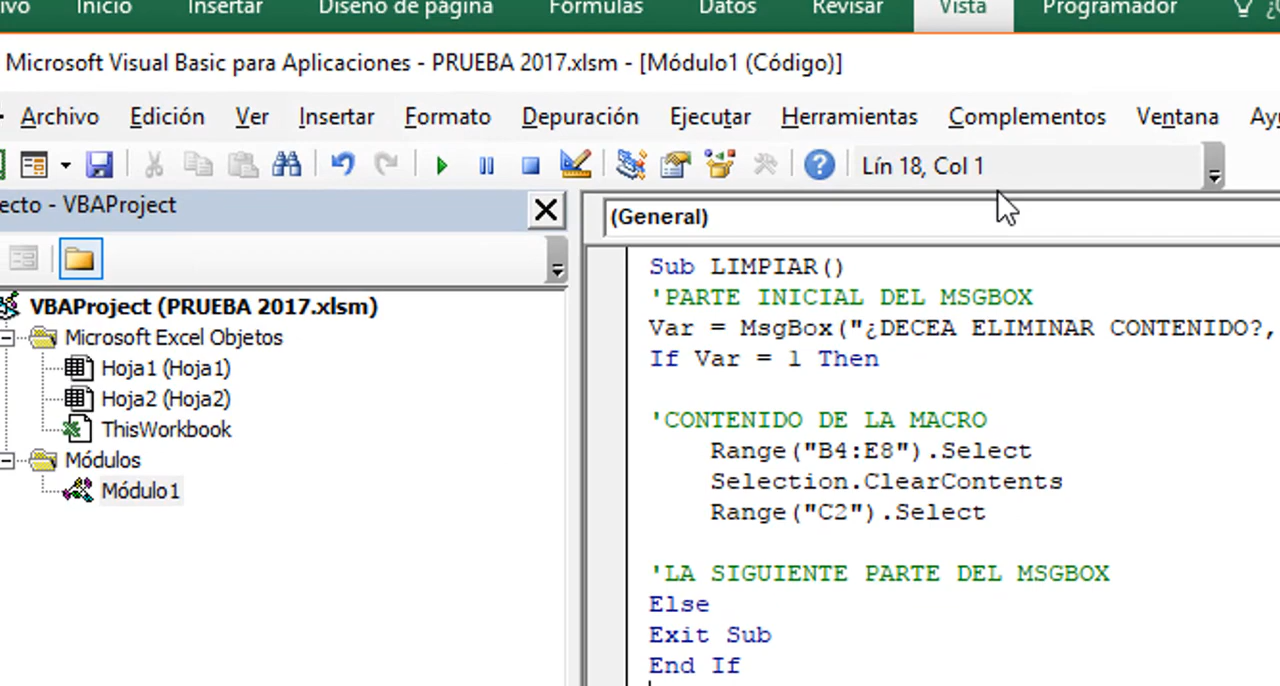 Insertar Diseño de página Fórmulas Datos Revisar Vista Programador
Microsoft Visual Basic para Aplicaciones - PRUEBA 2017.xlsm - [Módulo1 (Código)]
Archivo Edición Ver Insertar Formato Depuración Ejecutar Herramientas Complementos Ventana
Lín 18, Col 1
- VBAProject
(General)
VBAProject (PRUEBA 2017.xlsm)
Microsoft Excel Objetos
Hoja1 (Hoja1)
Hoja2 (Hoja2)
ThisWorkbook
Módulos
Módulo1
Sub LIMPIAR()
'PARTE INICIAL DEL MSGBOX
Var = MsgBox("¿DECEA ELIMINAR CONTENIDO?,
If Var = 1 Then
'CONTENIDO DE LA MACRO
Range("B4:E8").Select
Selection.ClearContents
Range("C2").Select
'LA SIGUIENTE PARTE DEL MSGBOX
Else
Exit Sub
End If